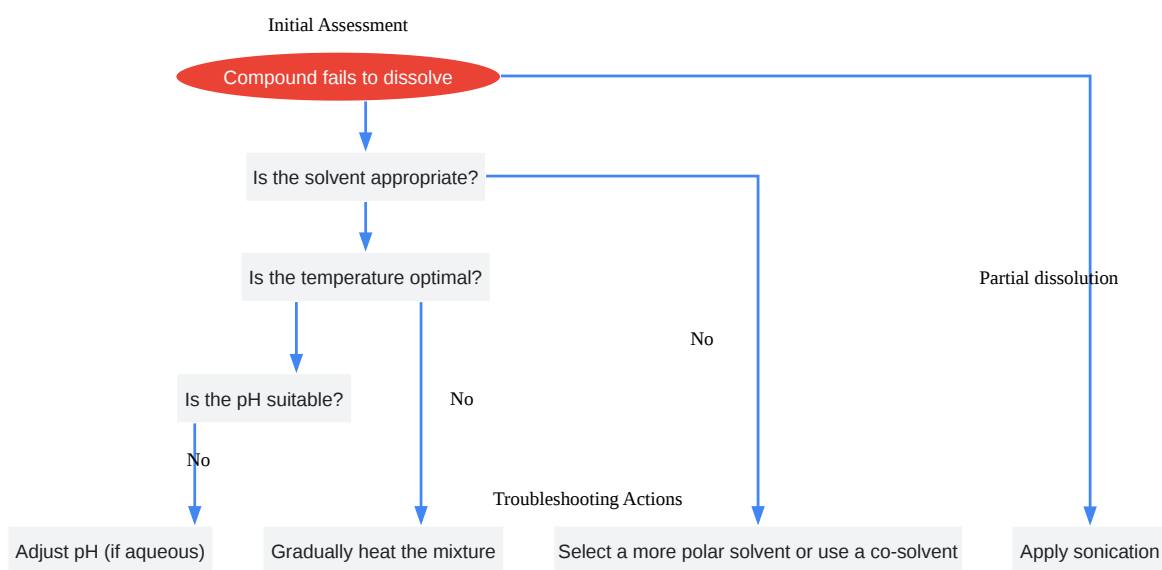 Initial Assessment
Compound fails to dissolve
Is the solvent appropriate?
Is the temperature optimal?
Partial dissolution
No
Is the pH suitable?
No
No
Troubleshooting Actions
Adjust pH (if aqueous)
Gradually heat the mixture
Select a more polar solvent or use a co-solvent
Apply sonication